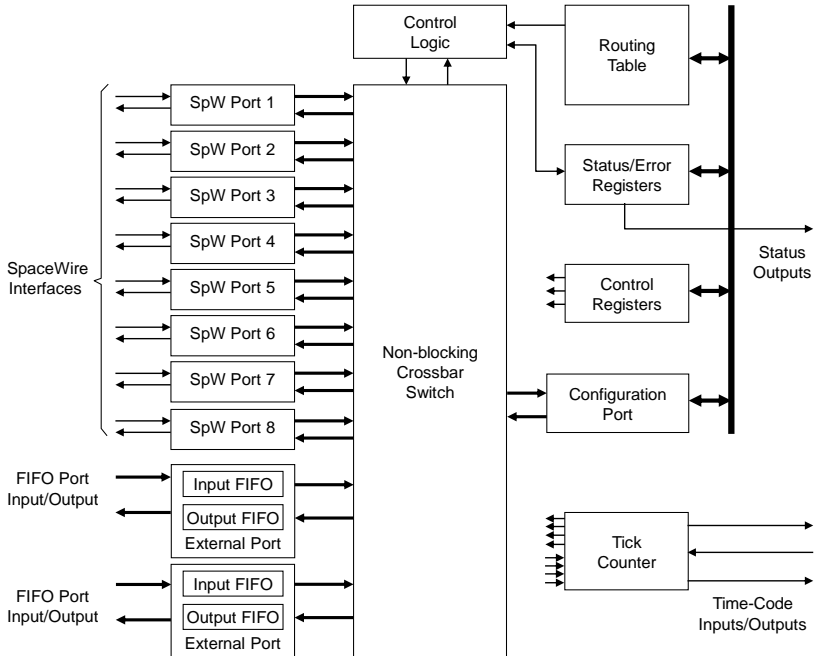 Control
Logic
Routing
Table
SpW Port 1
SpW Port 2
SpW Port 3
SpW Port 4
SpW Port 5
SpW Port 6
SpW Port 7
SpW Port 8
SpaceWire
Interfaces
Status/Error
Registers
Status
Outputs
Control
Registers
Non-blocking
Crossbar
Switch
Configuration
Port
FIFO Port
Input/Output
Input FIFO
Output FIFO
External Port
FIFO Port
Input/Output
Input FIFO
Output FIFO
External Port
Tick
Counter
Time-Code
Inputs/Outputs